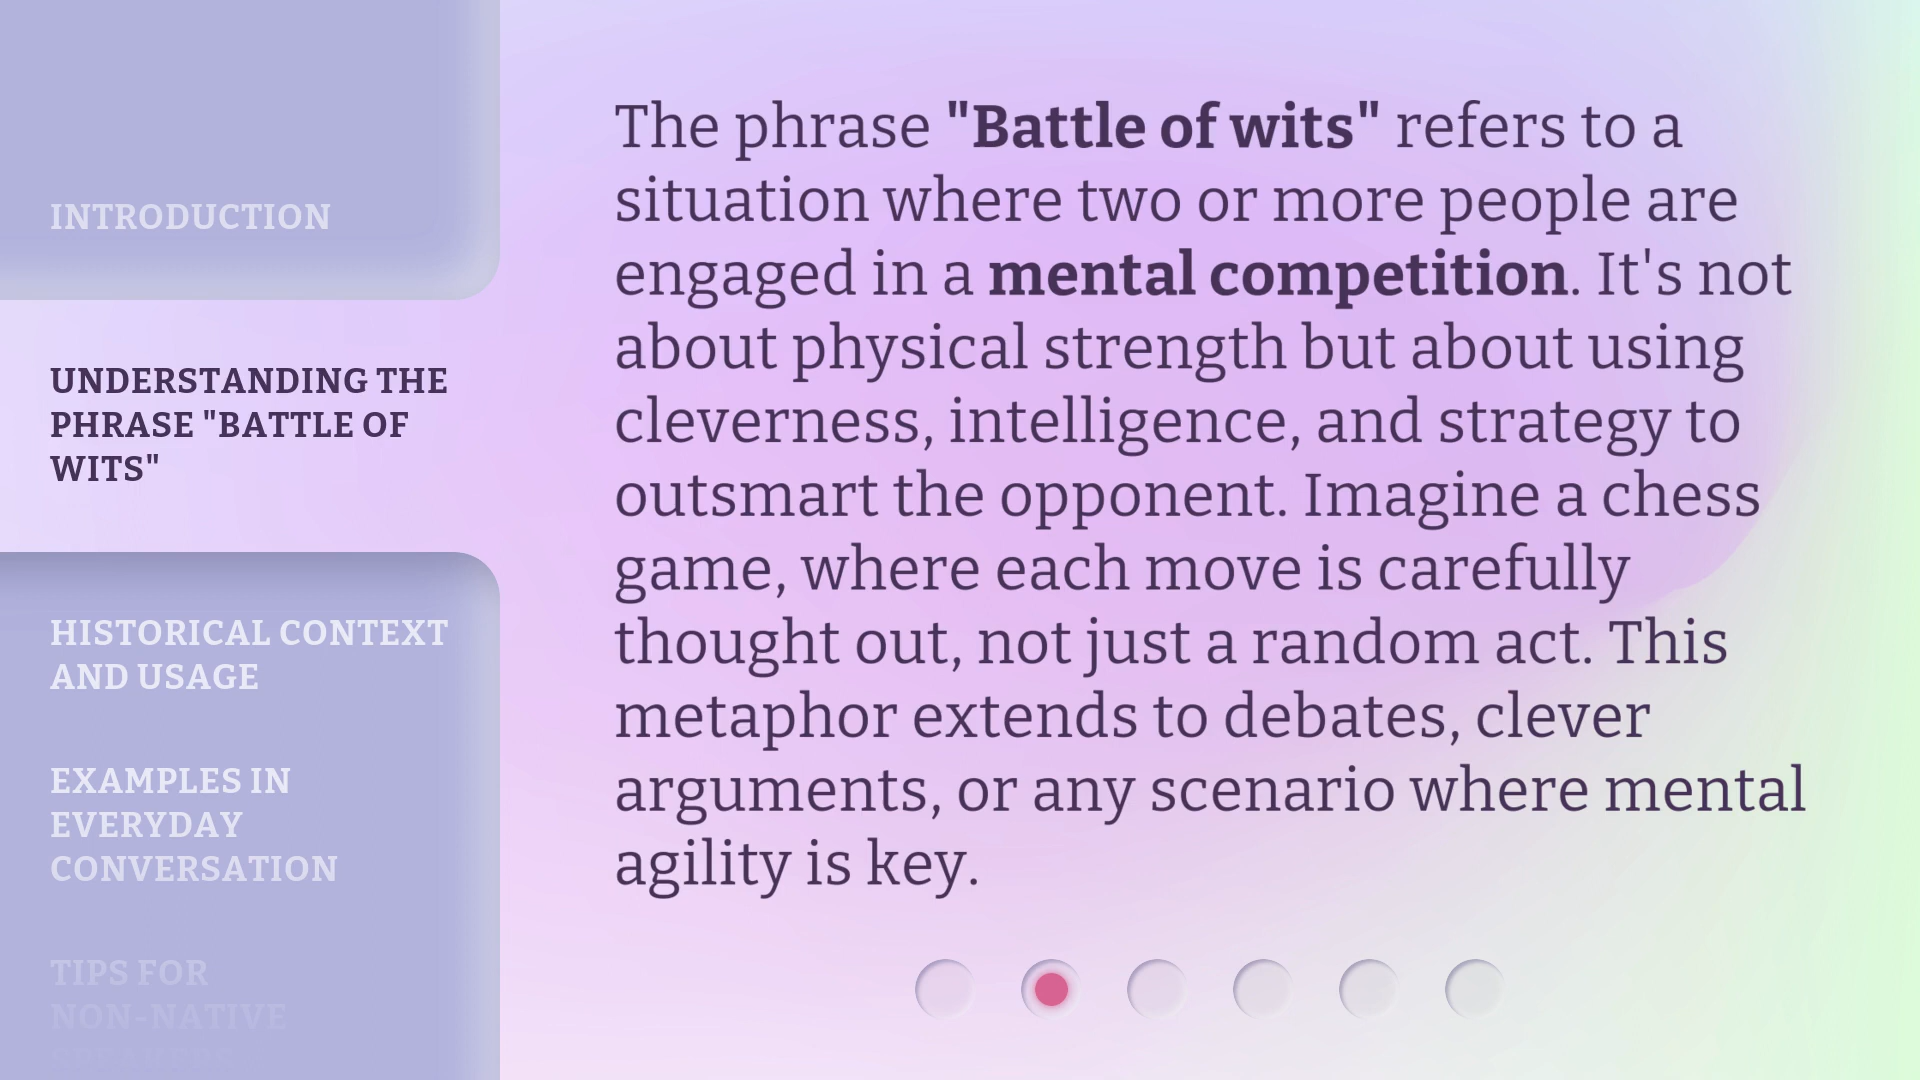 INTRODUCTION
UNDERSTANDING THE
PHRASE "BATTLE OF
WITS"
HISTORICAL CONTEXT
AND USAGE
EXAMPLES IN
EVERYDAY
CONVERSATION
TIPS FOR
NON-NATIVE
SPEAKERS
The phrase "Battle of wits" refers to a
situation where two or more people are
engaged in a mental competition. It's not
about physical strength but about using
cleverness, intelligence, and strategy to
outsmart the opponent. Imagine a chess
game, where each move is carefully
thought out, not just a random act. This
metaphor extends to debates, clever
arguments, or any scenario where mental
agility is key.